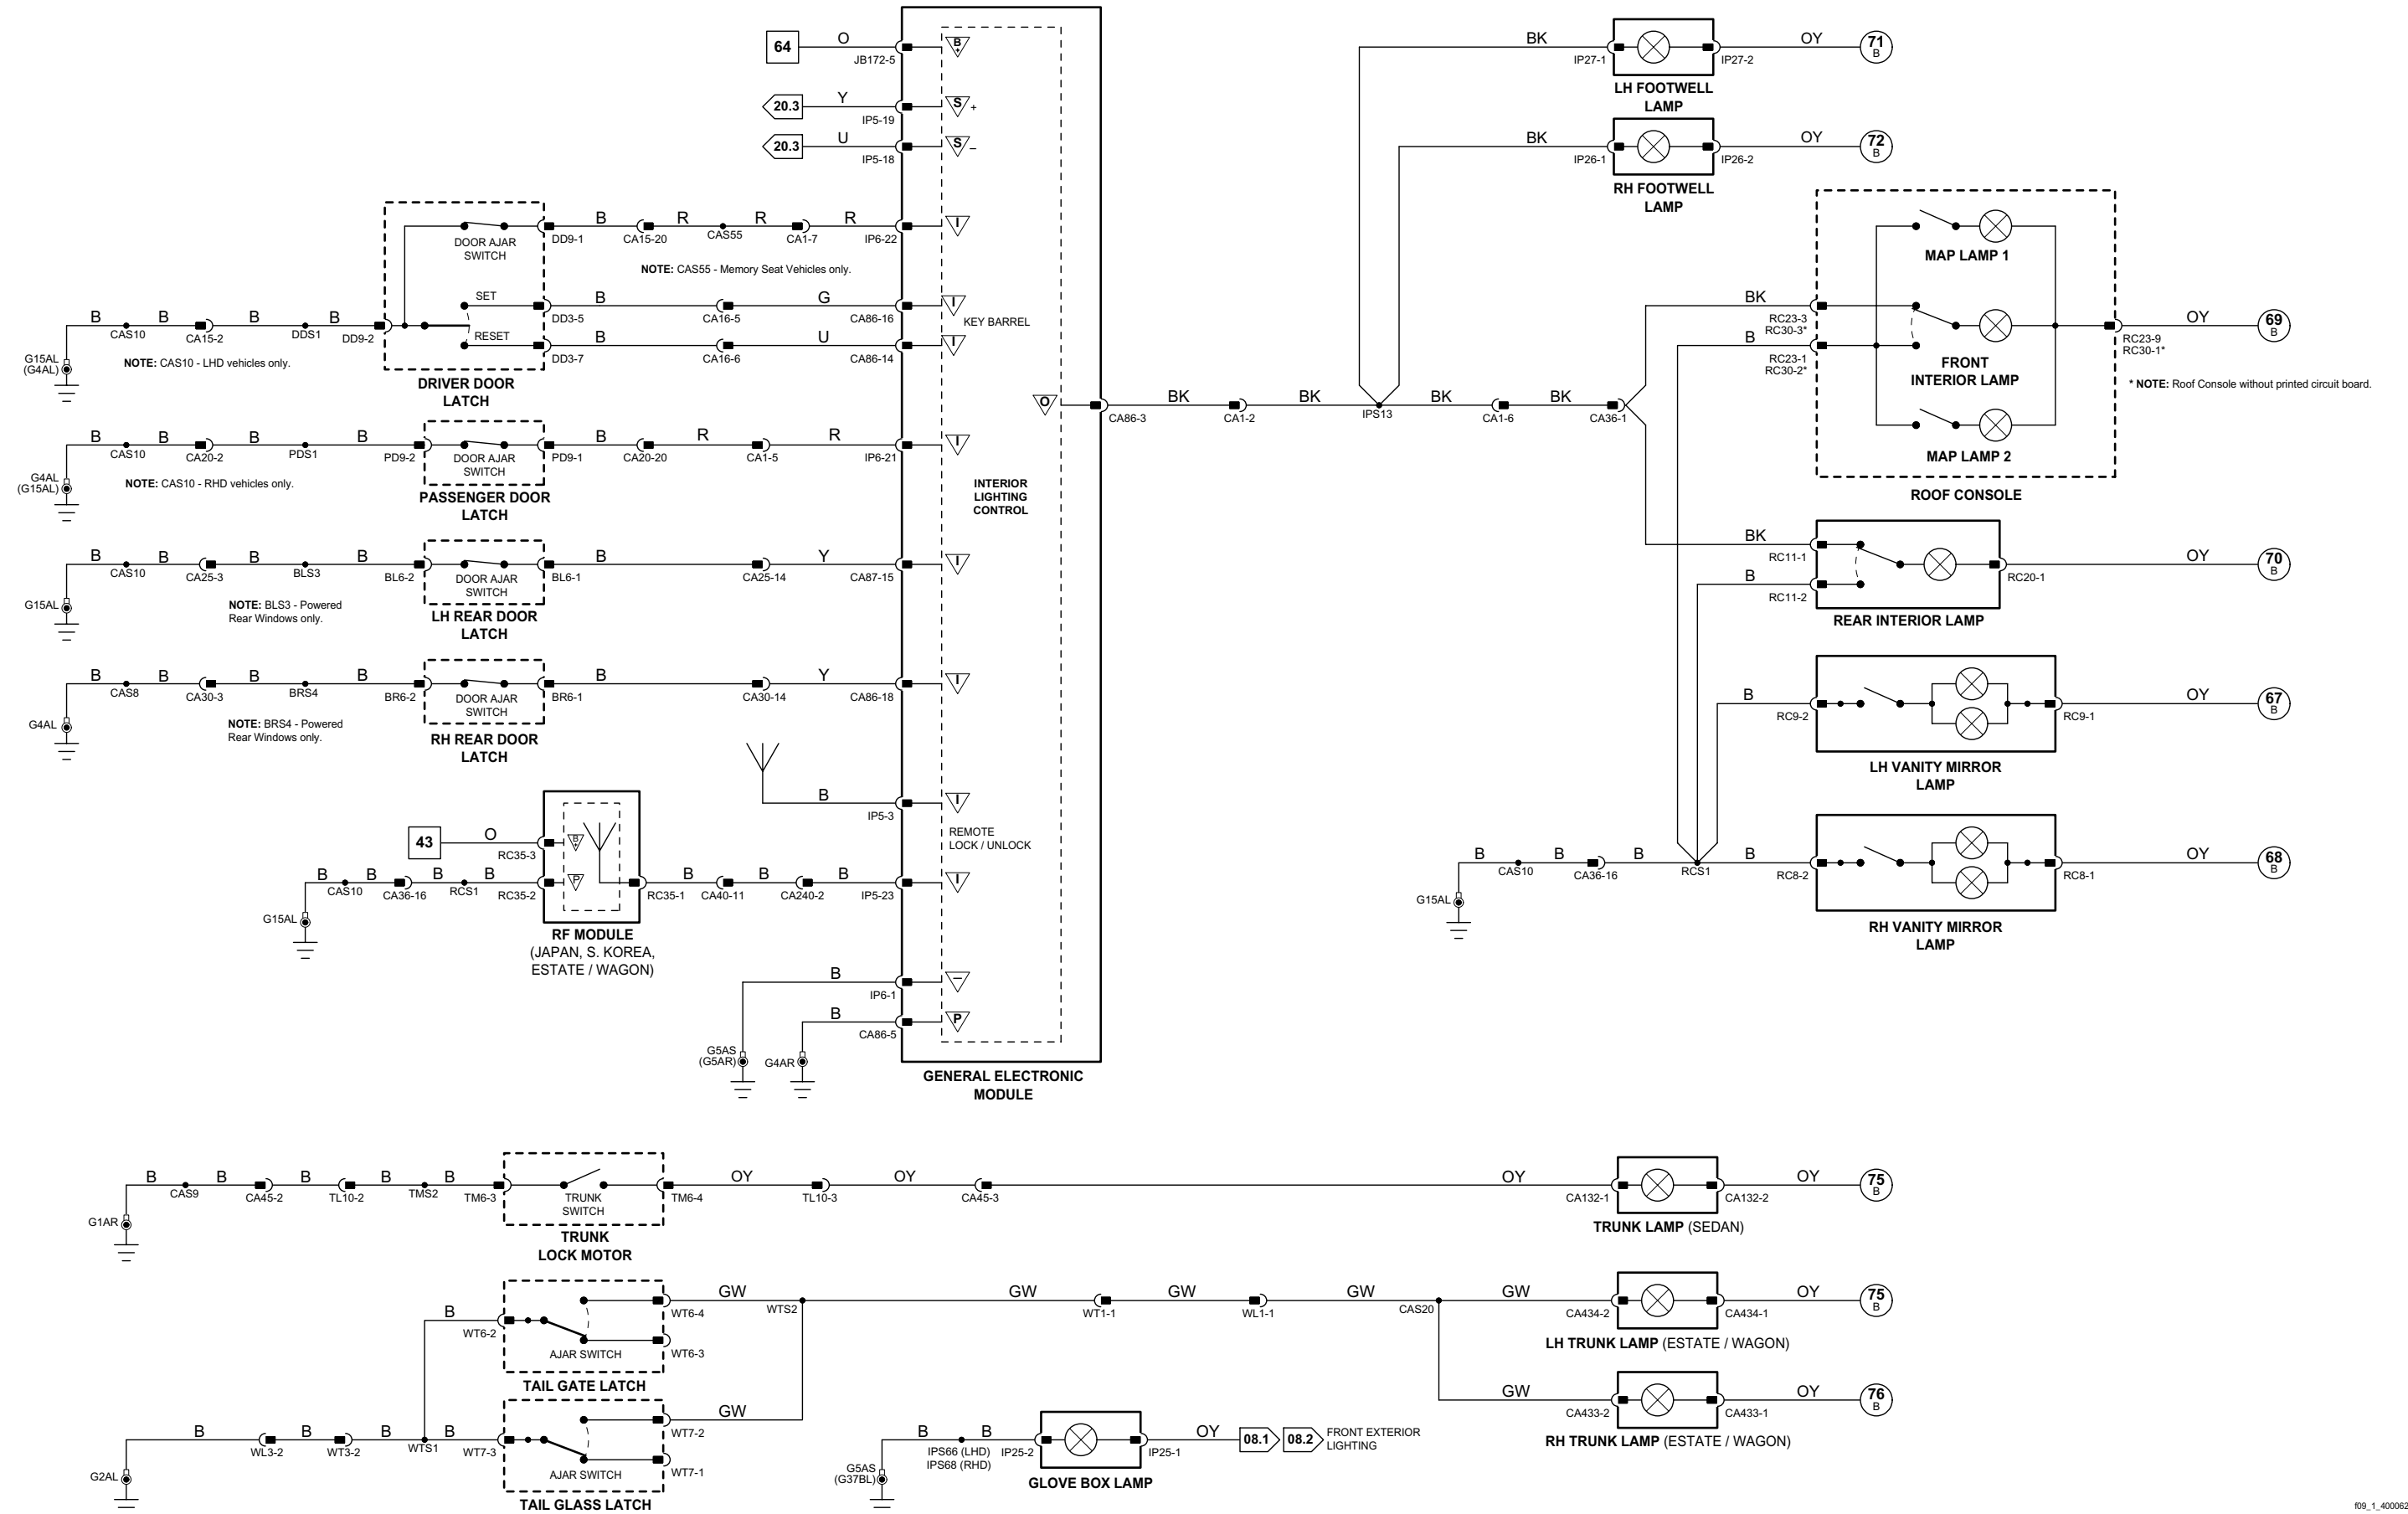 64
O
JB172-5
B
+
20.3
Y
IP5-19
S
+
20.3
U
IP5-18
S
–
DOOR AJAR
SWITCH
DD9-1
B
CA15-20
R
CAS55
R
CA1-7
R
IP6-22
I
NOTE: CAS55 - Memory Seat Vehicles only.
SET
DD3-5
B
CA16-5
G
CA86-16
I
KEY BARREL
RESET
DD3-7
B
CA16-6
U
CA86-14
I
B
CAS10
B
CA15-2
B
DDS1
B
DD9-2
G15AL
(G4AL)
NOTE: CAS10 - LHD vehicles only.
DRIVER DOOR
LATCH
B
CAS10
B
CA20-2
B
PDS1
B
PD9-2
DOOR AJAR
SWITCH
PD9-1
B
CA20-20
R
CA1-5
R
IP6-21
I
G4AL
(G15AL)
NOTE: CAS10 - RHD vehicles only.
PASSENGER DOOR
LATCH
INTERIOR
LIGHTING
CONTROL
B
CAS10
B
CA25-3
B
BLS3
B
BL6-2
DOOR AJAR
SWITCH
BL6-1
B
CA25-14
Y
CA87-15
I
G15AL
NOTE: BLS3 - Powered
Rear Windows only.
LH REAR DOOR
LATCH
B
CAS8
B
CA30-3
B
BRS4
B
BR6-2
DOOR AJAR
SWITCH
BR6-1
B
CA30-14
Y
CA86-18
I
G4AL
NOTE: BRS4 - Powered
Rear Windows only.
RH REAR DOOR
LATCH
B
IP5-3
I
REMOTE
LOCK / UNLOCK
43
O
RC35-3
B
+
B
CAS10
B
CA36-16
B
RCS1
B
RC35-2
P
RC35-1
B
CA40-11
B
CA240-2
B
IP5-23
I
G15AL
RF MODULE
(JAPAN, S. KOREA,
ESTATE / WAGON)
B
IP6-1
–
B
CA86-5
P
G5AS
(G5AR)
G4AR
GENERAL ELECTRONIC
MODULE
O
CA86-3
BK
CA1-2
BK
IPS13
BK
CA1-6
BK
CA36-1
BK
IP27-1
IP27-2
OY
71
B
LH FOOTWELL
LAMP
BK
IP26-1
IP26-2
OY
72
B
RH FOOTWELL
LAMP
MAP LAMP 1
BK
RC23-3
RC30-3*
B
RC23-1
RC30-2*
FRONT
INTERIOR LAMP
MAP LAMP 2
RC23-9
RC30-1*
OY
69
B
* NOTE: Roof Console without printed circuit board.
ROOF CONSOLE
BK
RC11-1
B
RC11-2
RC20-1
OY
70
B
REAR INTERIOR LAMP
B
RC9-2
RC9-1
OY
67
B
LH VANITY MIRROR
LAMP
B
CAS10
B
CA36-16
B
RCS1
B
RC8-2
RC8-1
OY
68
B
G15AL
RH VANITY MIRROR
LAMP
B
CAS9
B
CA45-2
B
TL10-2
B
TMS2
B
TM6-3
TRUNK
SWITCH
TM6-4
OY
TL10-3
OY
CA45-3
OY
CA132-1
CA132-2
OY
75
B
G1AR
TRUNK
LOCK MOTOR
TRUNK LAMP (SEDAN)
B
WT6-2
AJAR SWITCH
WT6-4
GW
WTS2
WT6-3
GW
WT1-1
GW
WL1-1
GW
CAS20
GW
CA434-2
CA434-1
OY
75
B
LH TRUNK LAMP (ESTATE / WAGON)
TAIL GATE LATCH
GW
CA433-2
CA433-1
OY
76
B
RH TRUNK LAMP (ESTATE / WAGON)
B
WL3-2
B
WT3-2
B
WTS1
B
WT7-3
AJAR SWITCH
WT7-2
GW
WT7-1
G2AL
TAIL GLASS LATCH
B
B
IPS66 (LHD)
IPS68 (RHD)
IP25-2
IP25-1
OY
08.1
08.2
FRONT EXTERIOR
LIGHTING
G5AS
(G37BL)
GLOVE BOX LAMP
f09_1_400062